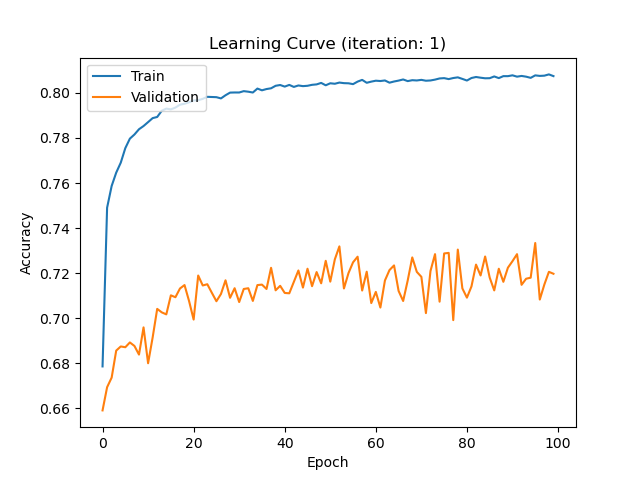 Learning Curve (iteration: 1)
Train
Validation
0.80
0.78
0.76
0.74
0.72
0.70
0.68
0.66
Accuracy
0 20 40 60 80 100
Epoch